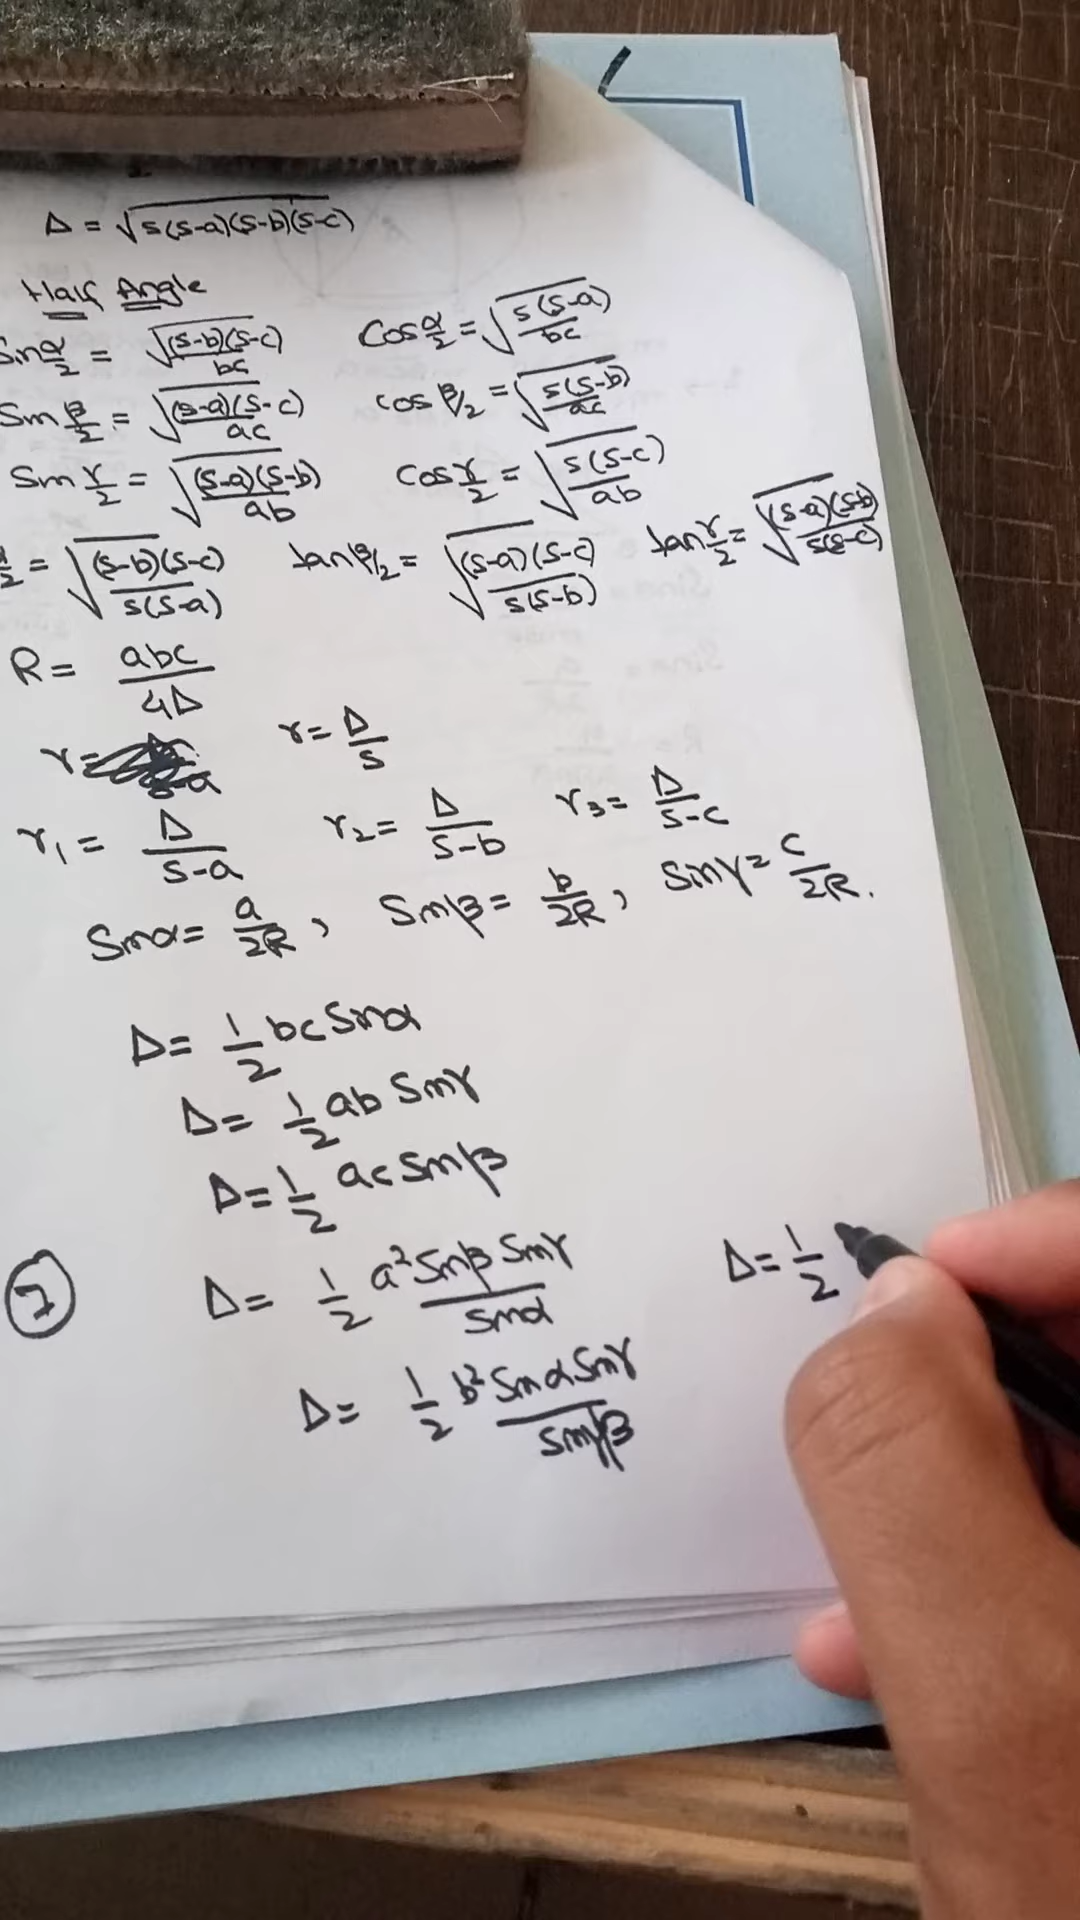 Δ = √s(s-a)(s-b)(s-c)
Half Angle
Sin α/2 = √(s-b)(s-c)/bc   Cos α/2 = √s(s-a)/bc
Sin β/2 = √(s-a)(s-c)/ac   cos β/2 = √s(s-b)/ac
Sin γ/2 = √(s-a)(s-b)/ab   cos γ/2 = √s(s-c)/ab
α/2 = √(s-b)(s-c)/s(s-a)   tan β/2 = √(s-a)(s-c)/s(s-b)   tan γ/2 = √(s-a)(s-b)/s(s-c)
R = abc/4Δ
r =   r = Δ/s
r₁ = Δ/s-a   r₂ = Δ/s-b   r₃ = Δ/s-c
Sin α = a/2R , Sin β = b/2R , Sin γ = c/2R.
Δ = 1/2 bc Sin α
Δ = 1/2 ab Sin γ
Δ = 1/2 ac Sin β
Δ = 1/2 a² Sin β Sin γ/Sin α   Δ = 1/2
Δ = 1/2 b² Sin α Sin γ/Sin β